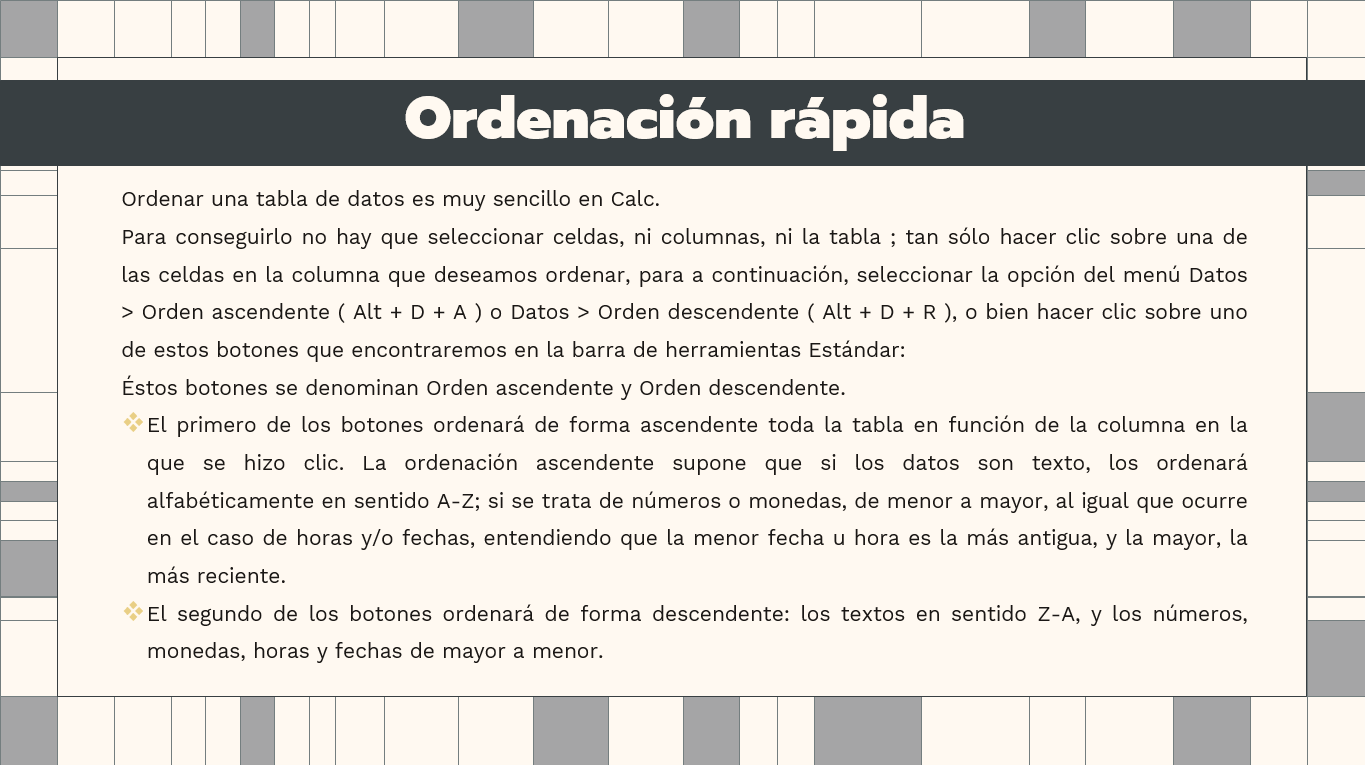 Ordenación rápida
Ordenar una tabla de datos es muy sencillo en Calc.
Para conseguirlo no hay que seleccionar celdas, ni columnas, ni la tabla ; tan sólo hacer clic sobre una de
las celdas en la columna que deseamos ordenar, para a continuación, seleccionar la opción del menú Datos
> Orden ascendente ( Alt + D + A ) o Datos > Orden descendente ( Alt + D + R ), o bien hacer clic sobre uno
de estos botones que encontraremos en la barra de herramientas Estándar:
Éstos botones se denominan Orden ascendente y Orden descendente.
❖El primero de los botones ordenará de forma ascendente toda la tabla en función de la columna en la
que se hizo clic. La ordenación ascendente supone que si los datos son texto, los ordenará
alfabéticamente en sentido A-Z; si se trata de números o monedas, de menor a mayor, al igual que ocurre
en el caso de horas y/o fechas, entendiendo que la menor fecha u hora es la más antigua, y la mayor, la
más reciente.
❖El segundo de los botones ordenará de forma descendente: los textos en sentido Z-A, y los números,
monedas, horas y fechas de mayor a menor.